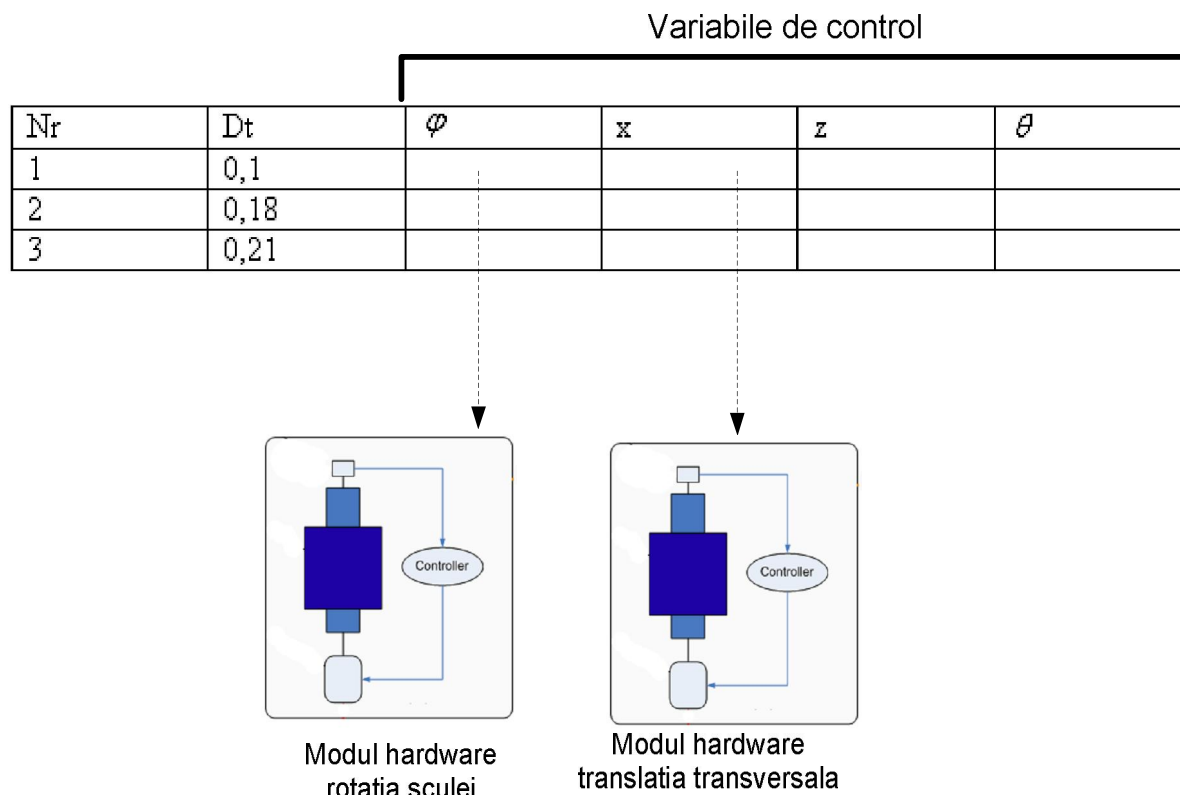 Variabile de control
Nr Dt φ x z θ
1 0,1
2 0,18
3 0,21
Controller
Controller
Modul hardware
rotatia sculei
Modul hardware
translatia transversala